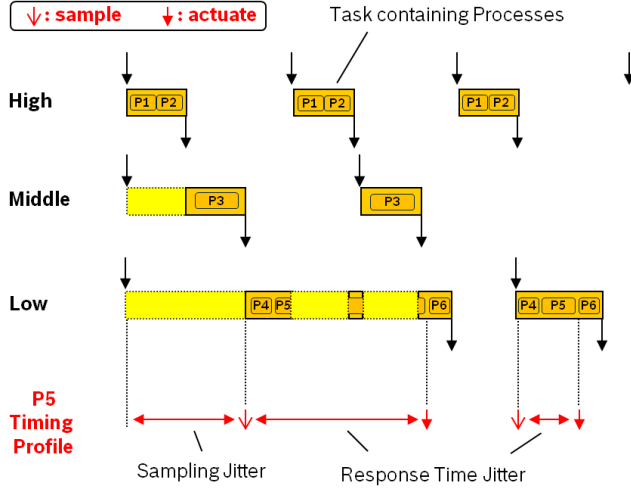 : sample : actuate
Task containing Processes
High
P1 P2 P1 P2 P1 P2
Middle
P3 P3
Low
P4 P5 P6 P4 P5 P6
P5
Timing
Profile
Sampling Jitter
Response Time Jitter